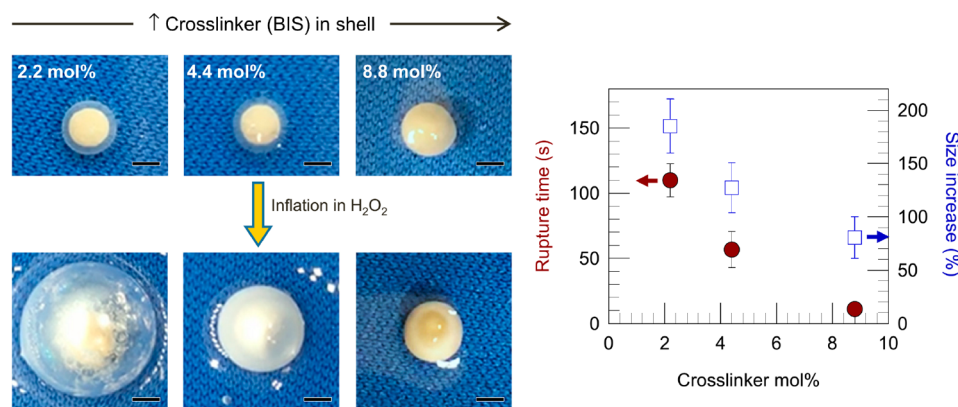 ↑ Crosslinker (BIS) in shell
2.2 mol%
4.4 mol%
8.8 mol%
Inflation in H₂O₂
Rupture time (s)
150
100
50
0
200
150
100
50
0
Size increase (%)
0 2 4 6 8 10
Crosslinker mol%